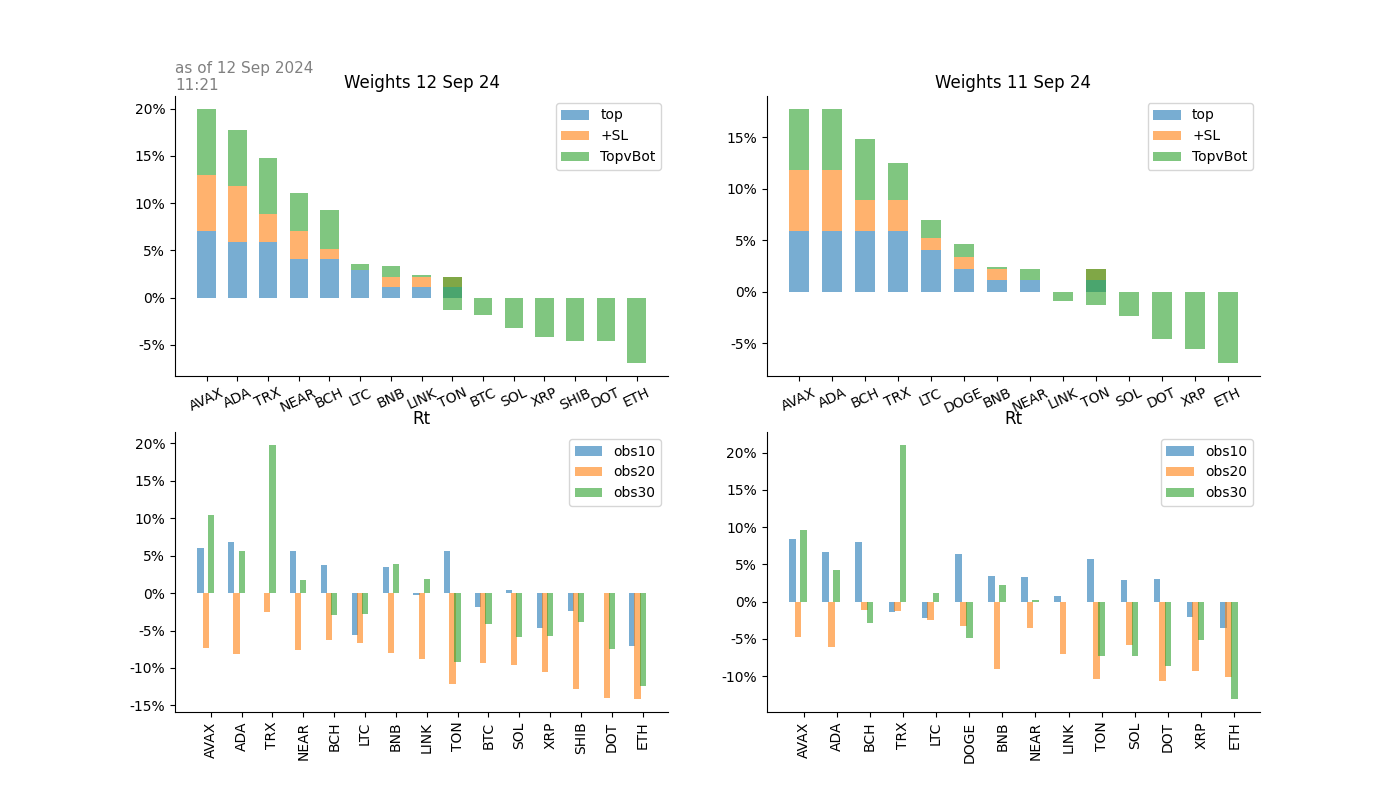 as of 12 Sep 2024
11:21
Weights 12 Sep 24
20%
15%
10%
5%
0%
-5%
top
+SL
TopvBot
AVAX ADA TRX NEAR BCH LTC BNB LINK TON BTC SOL XRP SHIB DOT ETH
Weights 11 Sep 24
15%
10%
5%
0%
-5%
top
+SL
TopvBot
AVAX ADA BCH TRX LTC DOGE BNB NEAR LINK TON SOL DOT XRP ETH
Rt
20%
15%
10%
5%
0%
-5%
-10%
-15%
obs10
obs20
obs30
AVAX ADA TRX NEAR BCH LTC BNB LINK TON BTC SOL XRP SHIB DOT ETH
Rt
20%
15%
10%
5%
0%
-5%
-10%
obs10
obs20
obs30
AVAX ADA BCH TRX LTC DOGE BNB NEAR LINK TON SOL DOT XRP ETH